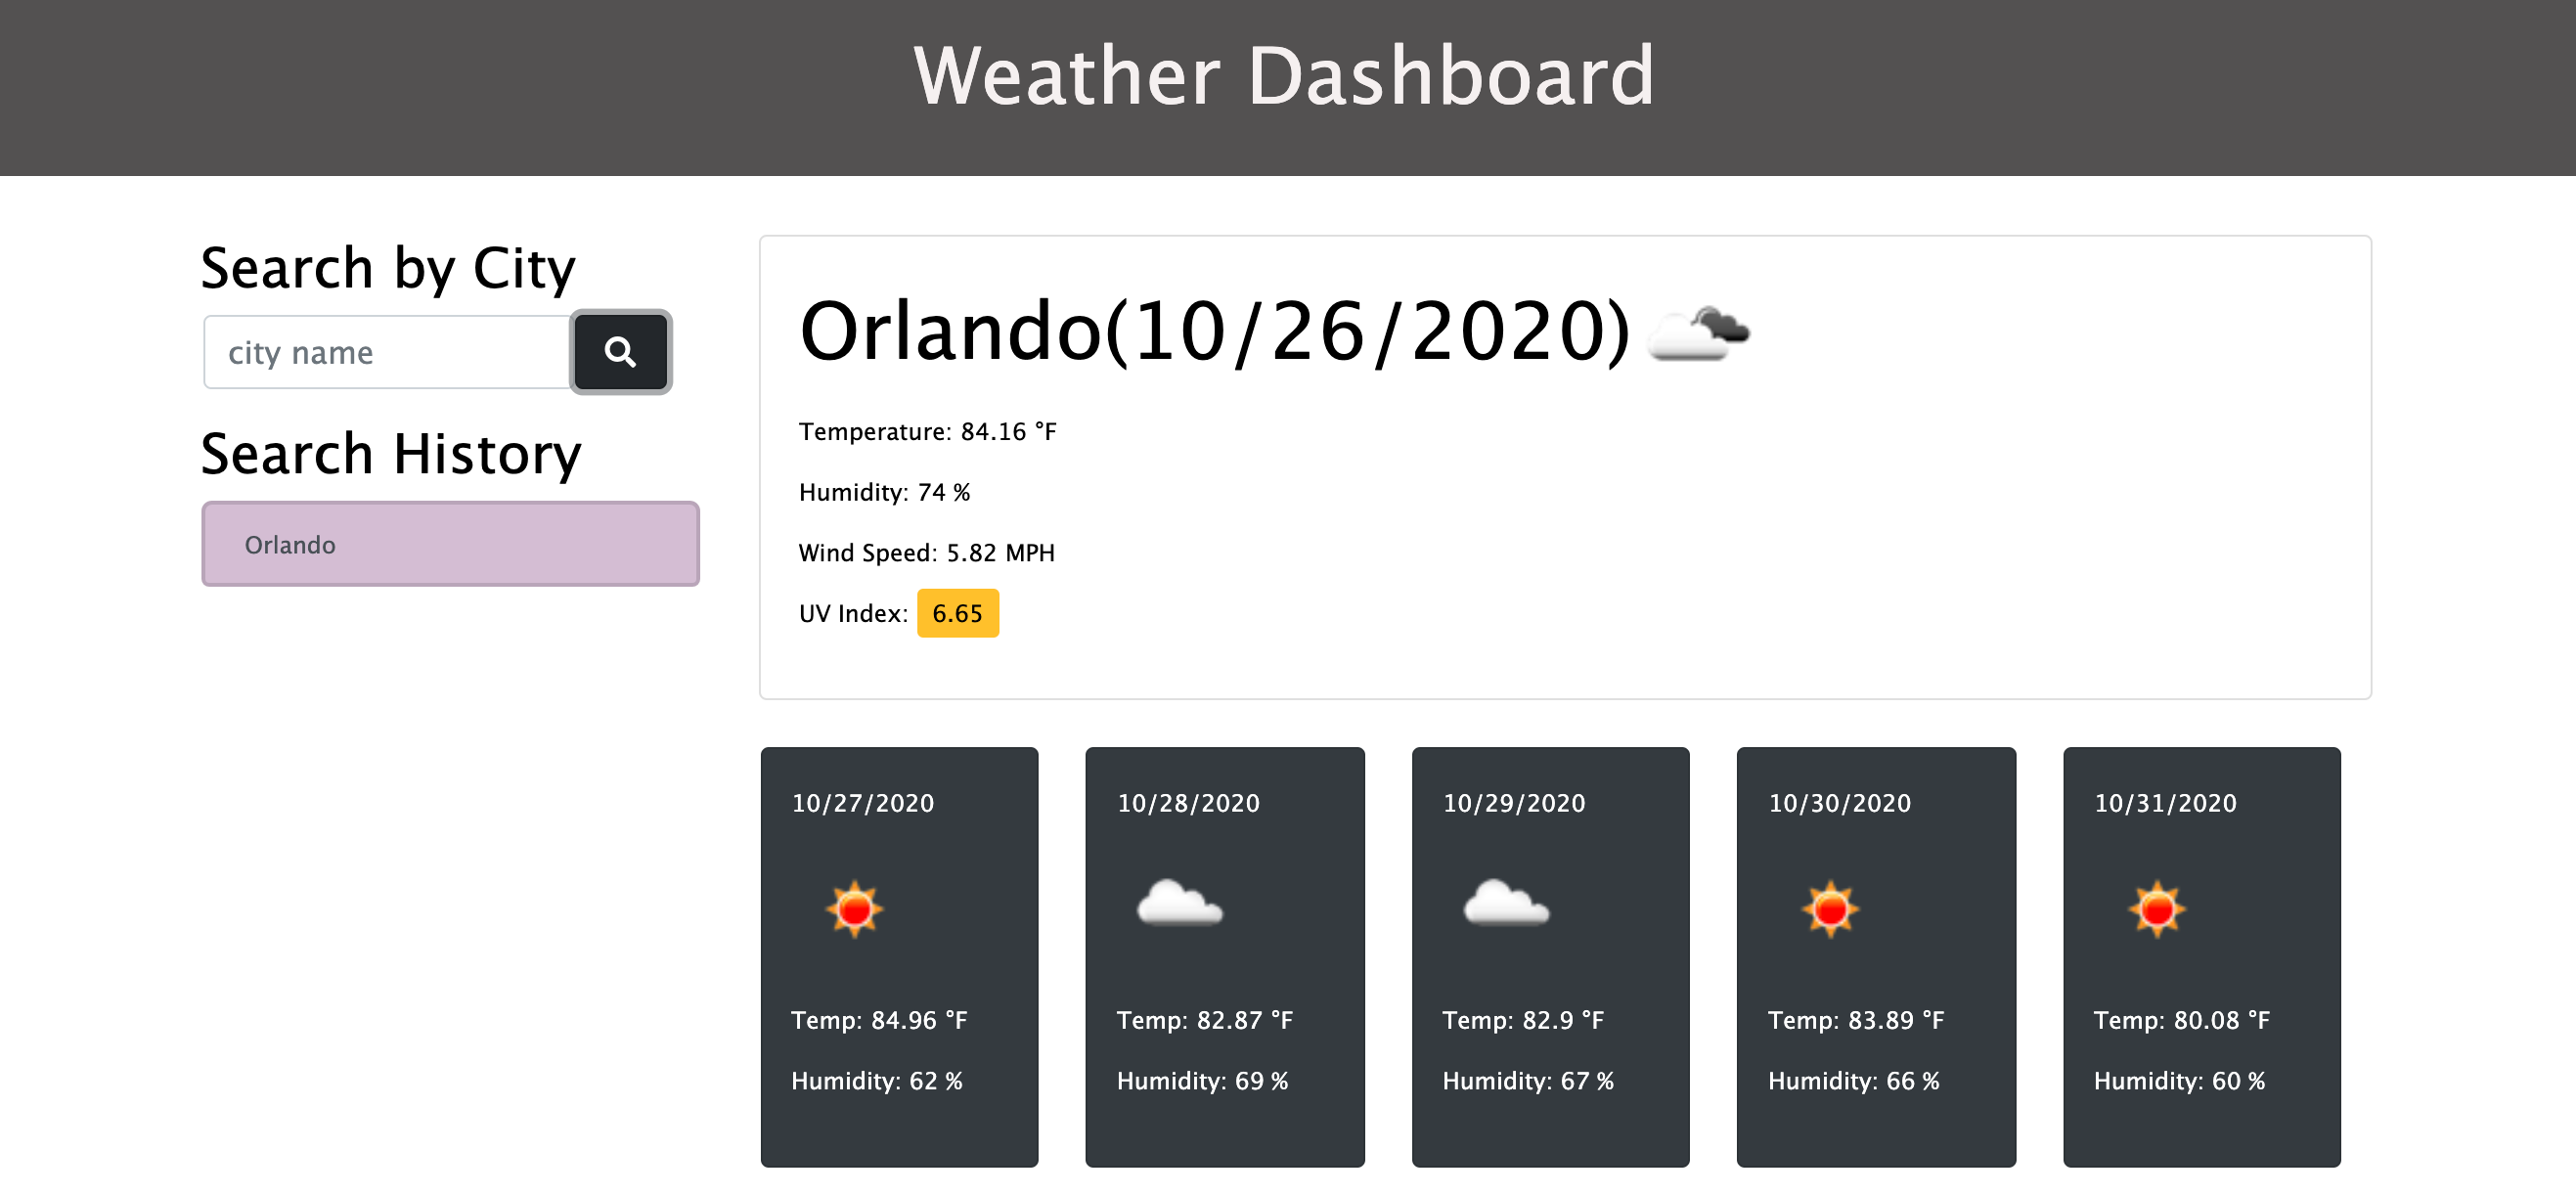 Weather Dashboard
Search by City
city name
Search History
Orlando
Orlando(10/26/2020)
Temperature: 84.16 °F
Humidity: 74 %
Wind Speed: 5.82 MPH
UV Index: 6.65
10/27/2020
Temp: 84.96 °F
Humidity: 62 %
10/28/2020
Temp: 82.87 °F
Humidity: 69 %
10/29/2020
Temp: 82.9 °F
Humidity: 67 %
10/30/2020
Temp: 83.89 °F
Humidity: 66 %
10/31/2020
Temp: 80.08 °F
Humidity: 60 %